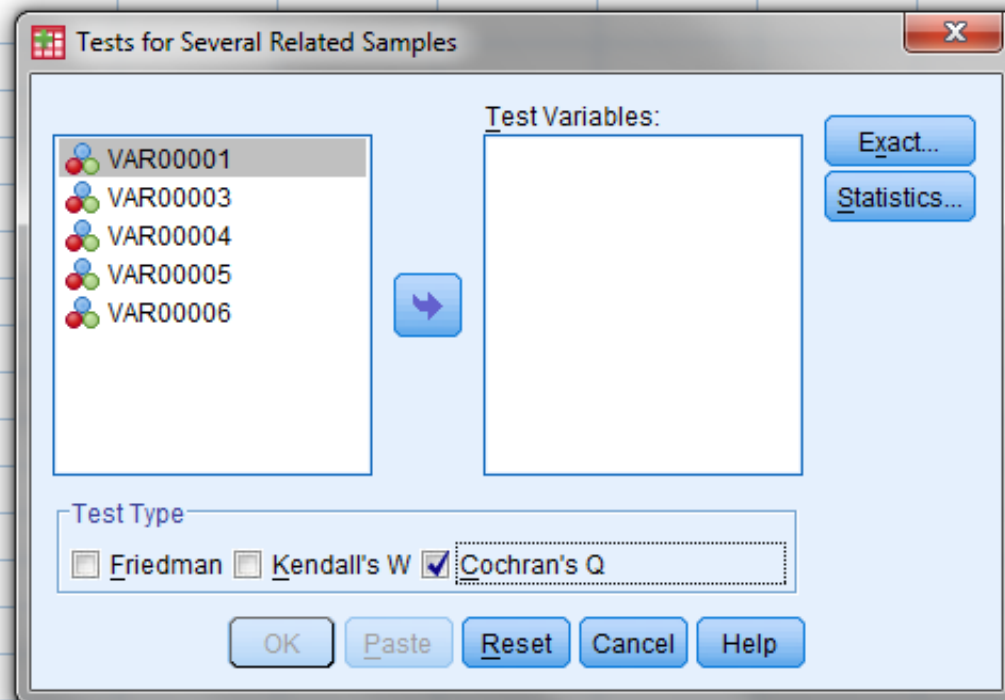 Tests for Several Related Samples
x
Test Variables:
VAR00001
VAR00003
VAR00004
VAR00005
VAR00006
Exact...
Statistics...
Test Type
Friedman Kendall's W Cochran's Q
OK Paste Reset Cancel Help